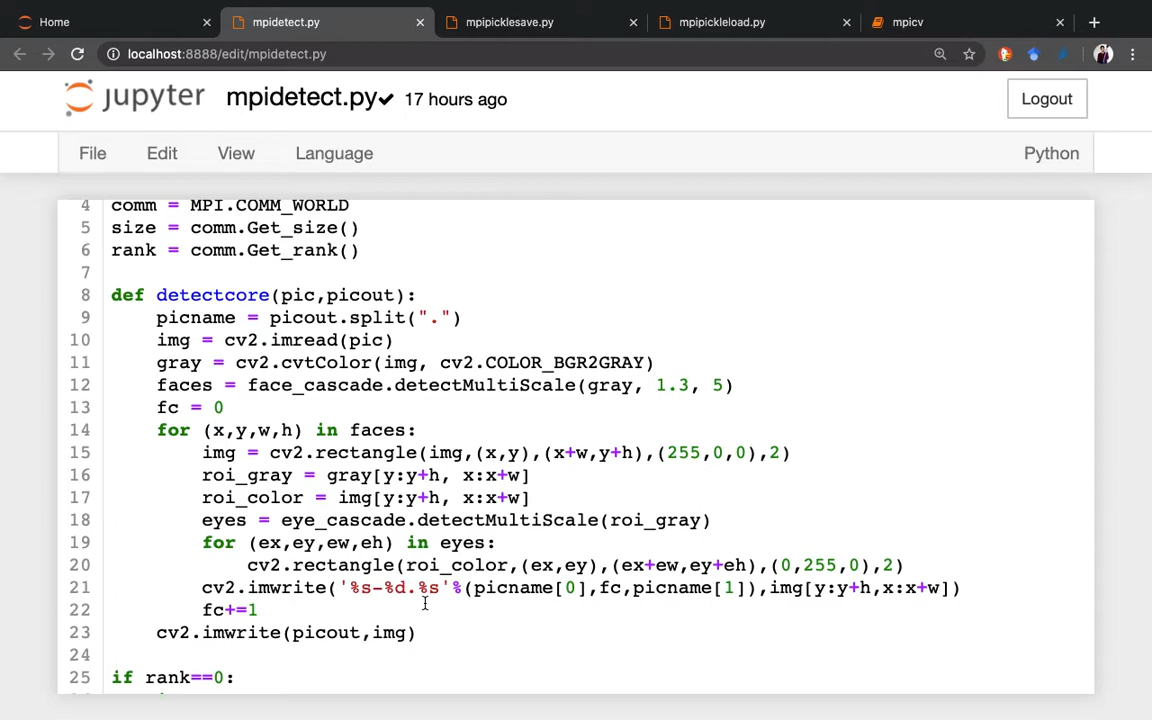 Home
mpidetect.py
mpipicklesave.py
mpipickleload.py
mpicv
localhost:8888/edit/mpidetect.py
jupyter mpidetect.py✔ 17 hours ago
Logout
File Edit View Language Python
4 comm = MPI.COMM_WORLD
5 size = comm.Get_size()
6 rank = comm.Get_rank()
7
8 def detectcore(pic,picout):
9     picname = picout.split(".")
10     img = cv2.imread(pic)
11     gray = cv2.cvtColor(img, cv2.COLOR_BGR2GRAY)
12     faces = face_cascade.detectMultiScale(gray, 1.3, 5)
13     fc = 0
14     for (x,y,w,h) in faces:
15         img = cv2.rectangle(img,(x,y),(x+w,y+h),(255,0,0),2)
16         roi_gray = gray[y:y+h, x:x+w]
17         roi_color = img[y:y+h, x:x+w]
18         eyes = eye_cascade.detectMultiScale(roi_gray)
19         for (ex,ey,ew,eh) in eyes:
20             cv2.rectangle(roi_color,(ex,ey),(ex+ew,ey+eh),(0,255,0),2)
21         cv2.imwrite('%s-%d.%s'%(picname[0],fc,picname[1]),img[y:y+h,x:x+w])
22         fc+=1
23     cv2.imwrite(picout,img)
24
25 if rank==0: